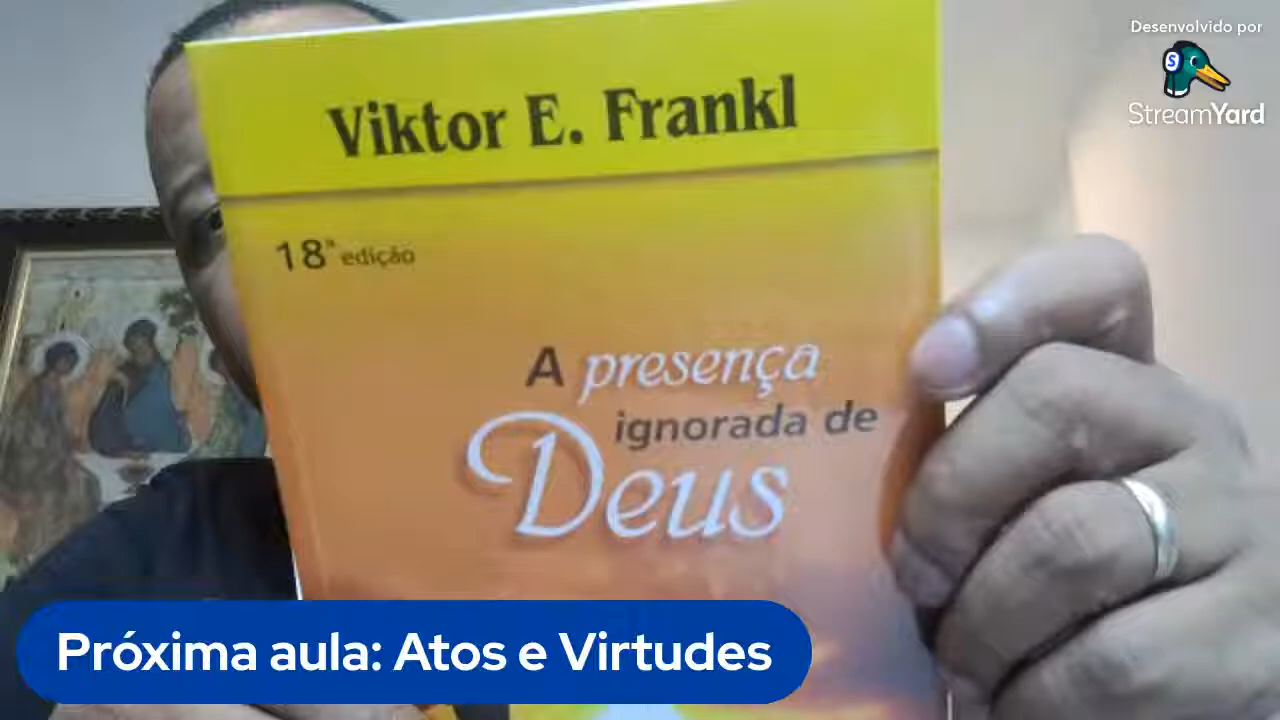 Desenvolvido por
StreamYard
Viktor E. Frankl
18ª edição
A presença
ignorada de
Deus
Próxima aula: Atos e Virtudes